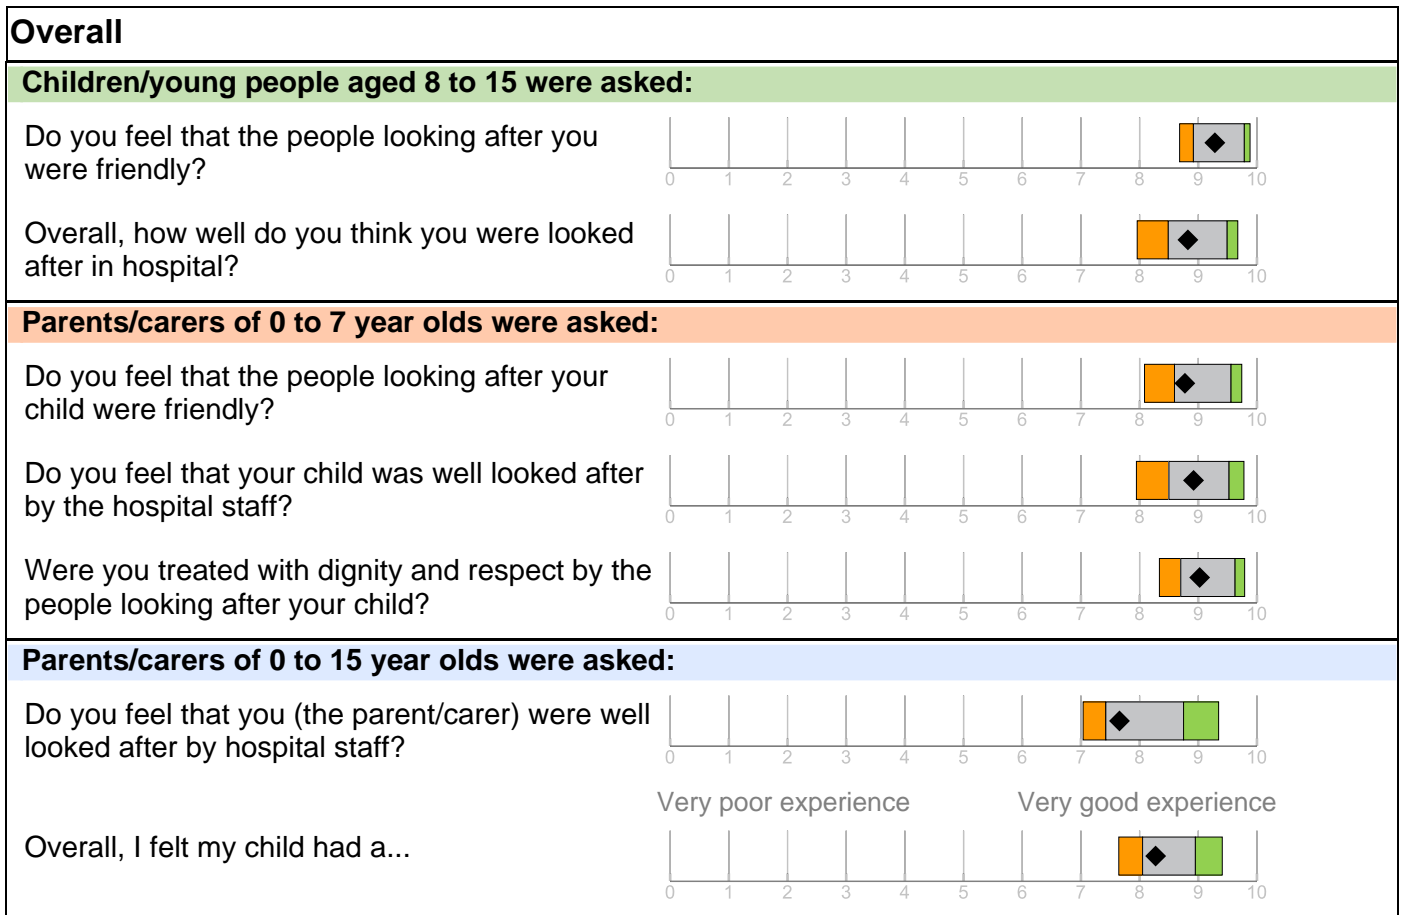 Overall
Children/young people aged 8 to 15 were asked:
Do you feel that the people looking after you
were friendly?
0 1 2 3 4 5 6 7 8 9 10
Overall, how well do you think you were looked
after in hospital?
0 1 2 3 4 5 6 7 8 9 10
Parents/carers of 0 to 7 year olds were asked:
Do you feel that the people looking after your
child were friendly?
0 1 2 3 4 5 6 7 8 9 10
Do you feel that your child was well looked after
by the hospital staff?
0 1 2 3 4 5 6 7 8 9 10
Were you treated with dignity and respect by the
people looking after your child?
0 1 2 3 4 5 6 7 8 9 10
Parents/carers of 0 to 15 year olds were asked:
Do you feel that you (the parent/carer) were well
looked after by hospital staff?
0 1 2 3 4 5 6 7 8 9 10
Very poor experience Very good experience
Overall, I felt my child had a...
0 1 2 3 4 5 6 7 8 9 10